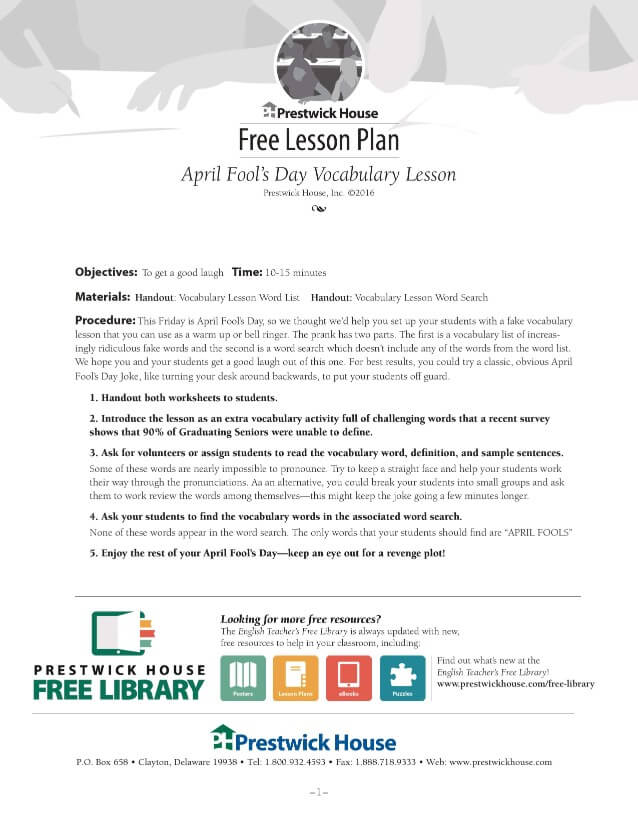 Prestwick House
Free Lesson Plan
April Fool's Day Vocabulary Lesson
Prestwick House, Inc. ©2016
Objectives: To get a good laugh Time: 10-15 minutes
Materials: Handout: Vocabulary Lesson Word List Handout: Vocabulary Lesson Word Search
Procedure: This Friday is April Fool's Day, so we thought we'd help you set up your students with a fake vocabulary
lesson that you can use as a warm up or bell ringer. The prank has two parts. The first is a vocabulary list of increas-
ingly ridiculous fake words and the second is a word search which doesn't include any of the words from the word list.
We hope you and your students get a good laugh out of this one. For best results, you could try a classic, obvious April
Fool's Day Joke, like turning your desk around backwards, to put your students off guard.
1. Handout both worksheets to students.
2. Introduce the lesson as an extra vocabulary activity full of challenging words that a recent survey
shows that 90% of Graduating Seniors were unable to define.
3. Ask for volunteers or assign students to read the vocabulary word, definition, and sample sentences.
Some of these words are nearly impossible to pronounce. Try to keep a straight face and help your students work
their way through the pronunciations. Aa an alternative, you could break your students into small groups and ask
them to work review the words among themselves—this might keep the joke going a few minutes longer.
4. Ask your students to find the vocabulary words in the associated word search.
None of these words appear in the word search. The only words that your students should find are "APRIL FOOLS"
5. Enjoy the rest of your April Fool's Day—keep an eye out for a revenge plot!
PRESTWICK HOUSE
FREE LIBRARY
Looking for more free resources?
The English Teacher's Free Library is always updated with new,
free resources to help in your classroom, including:
Posters
Lesson Plans
eBooks
Puzzles
Find out what's new at the
English Teacher's Free Library!
www.prestwickhouse.com/free-library
PH Prestwick House
P.O. Box 658 • Clayton, Delaware 19938 • Tel: 1.800.932.4593 • Fax: 1.888.718.9333 • Web: www.prestwickhouse.com
–1–